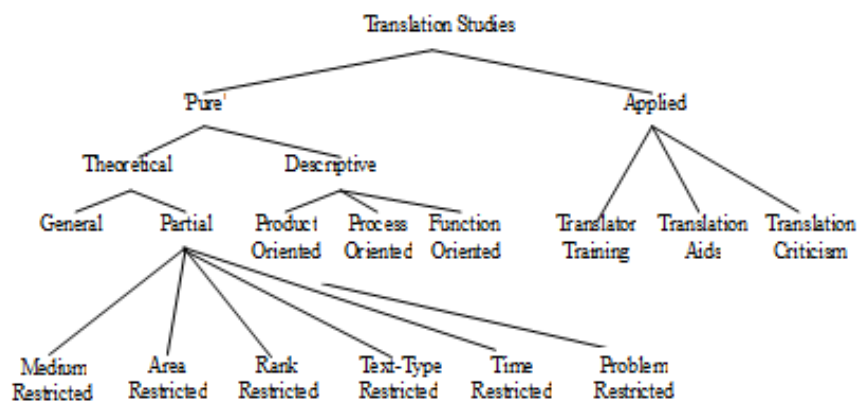 Translation Studies
'Pure' Applied
Theoretical Descriptive
General Partial Product Process Function Translator Translation Translation
Oriented Oriented Oriented Training Aids Criticism
Medium Area Rank Text-Type Time Problem
Restricted Restricted Restricted Restricted Restricted Restricted